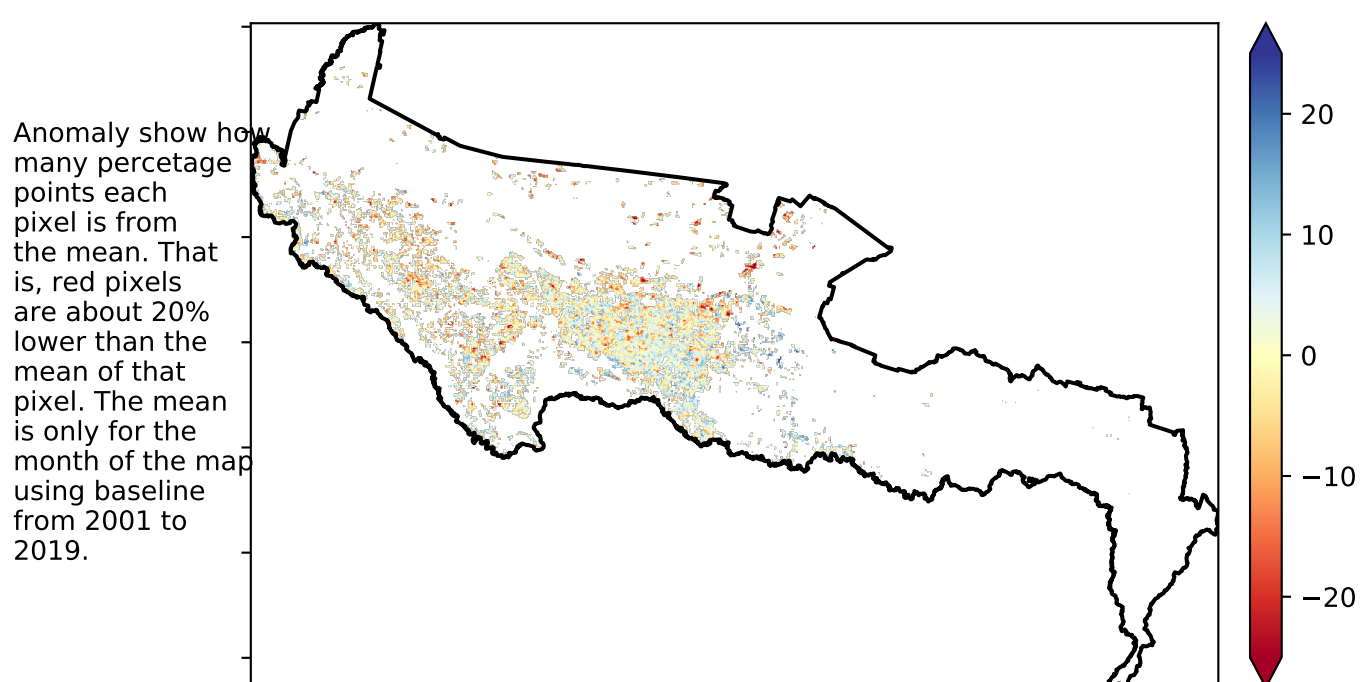 Anomaly show how
many percetage
points each
pixel is from
the mean. That
is, red pixels
are about 20%
lower than the
mean of that
pixel. The mean
is only for the
month of the map
using baseline
from 2001 to
2019.
20
10
0
−10
−20